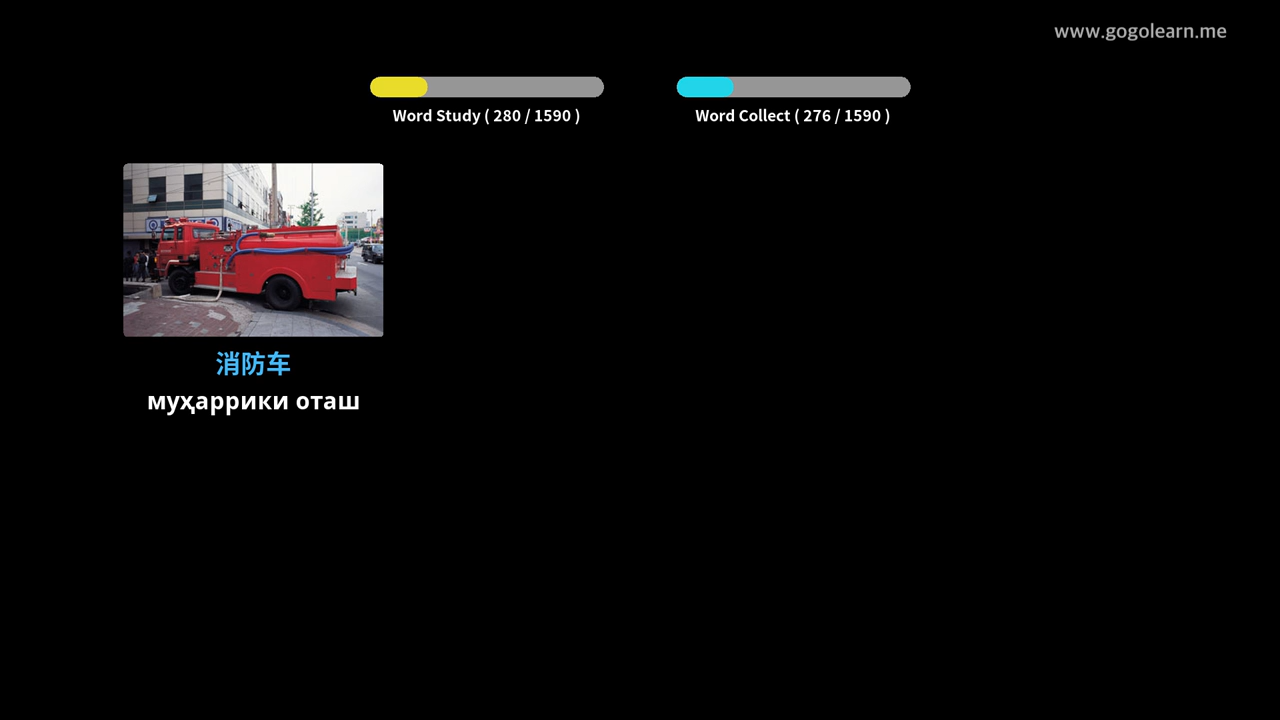 www.gogolearn.me
Word Study ( 280 / 1590 )
Word Collect ( 276 / 1590 )
消防车
муҳаррики оташ